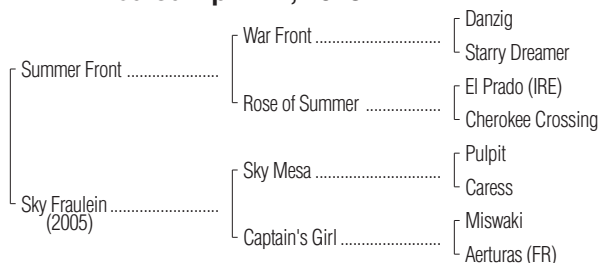 Danzig
War Front ........................
Starry Dreamer
Summer Front ........................
El Prado (IRE)
Rose of Summer ....................
Cherokee Crossing
Pulpit
Sky Mesa ...............................
Caress
Sky Fraulein ............................
(2005)
Miswaki
Captain's Girl ........................
Aerturas (FR)